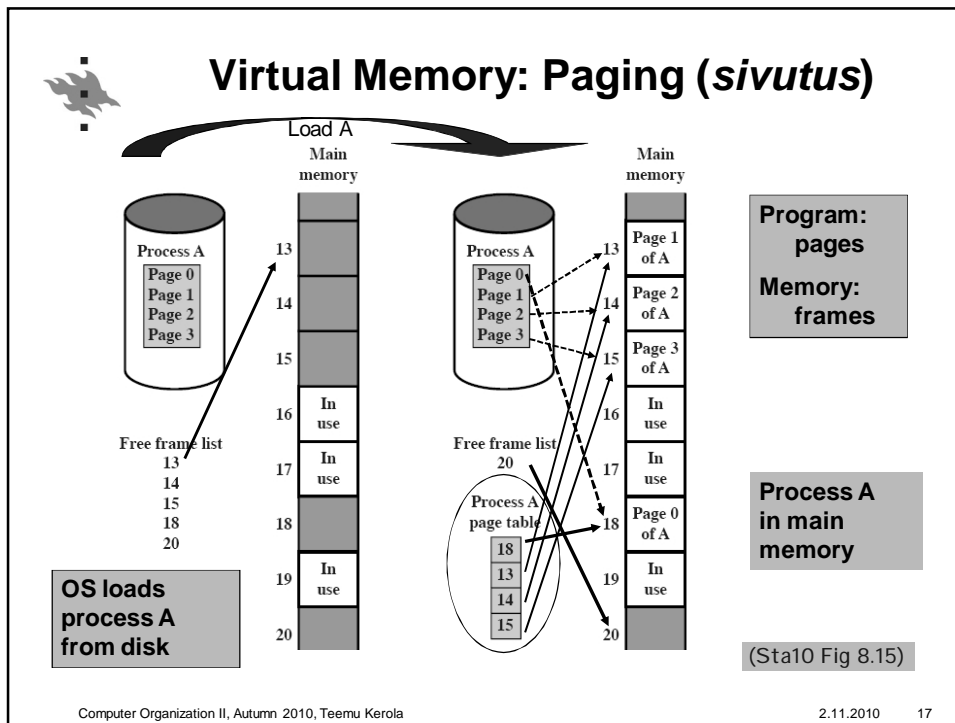 Virtual Memory: Paging (sivutus)
Load A
Main
memory
Process A
Page 0
Page 1
Page 2
Page 3
Free frame list
13
14
15
18
20
13
14
15
16
17
18
19
20
In
use
In
use
In
use
OS loads
process A
from disk
Process A
Page 0
Page 1
Page 2
Page 3
Free frame list
20
Process A
page table
18
13
14
15
Main
memory
13
14
15
16
17
18
19
20
Page 1
of A
Page 2
of A
Page 3
of A
In
use
In
use
Page 0
of A
In
use
Program:
pages
Memory:
frames
Process A
in main
memory
(Sta10 Fig 8.15)
Computer Organization II, Autumn 2010, Teemu Kerola
2.11.2010
17